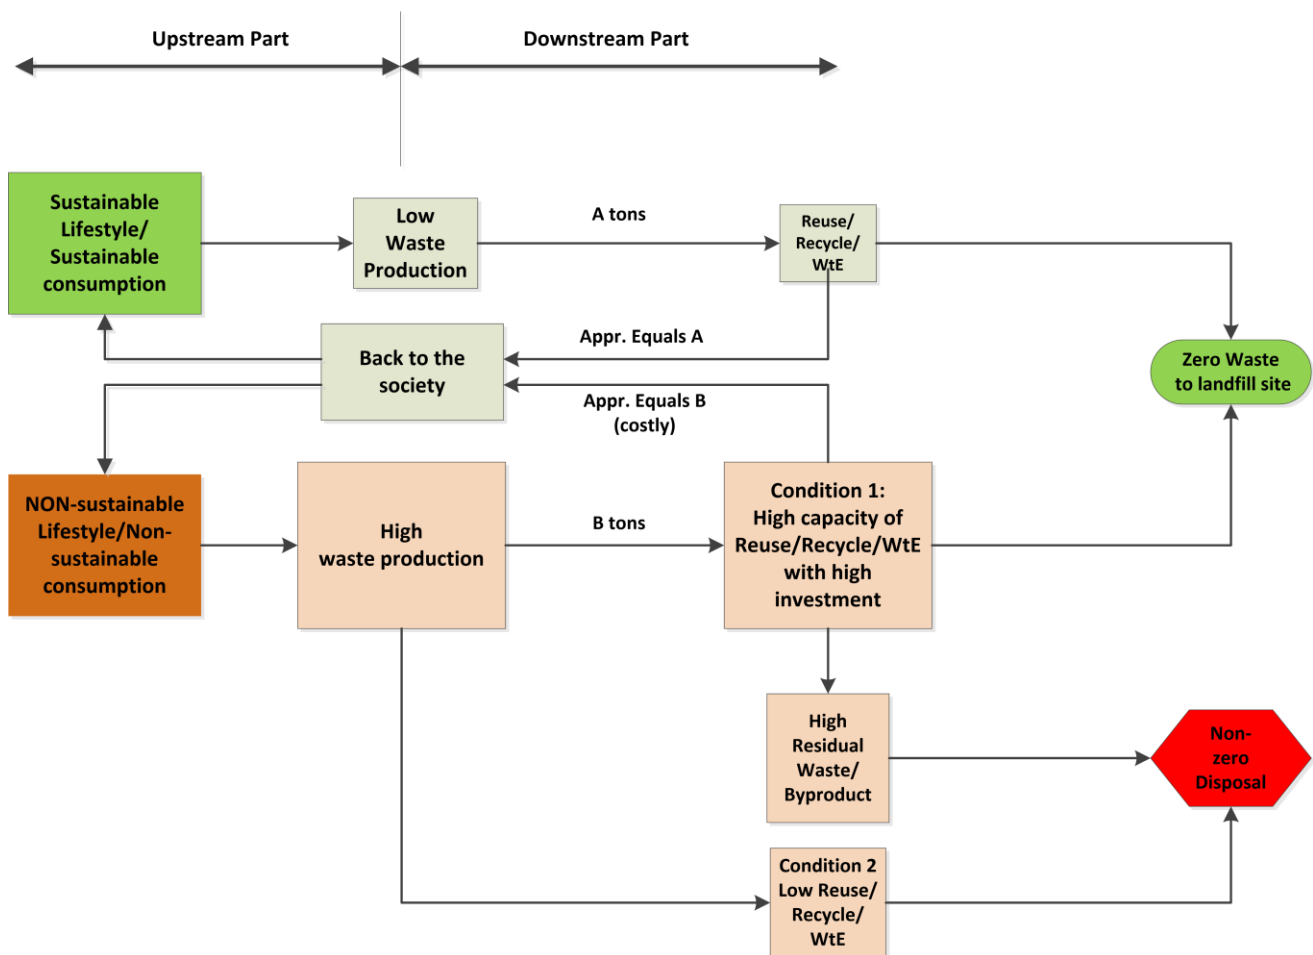 Upstream Part
Downstream Part
Sustainable
Lifestyle/
Sustainable
consumption
Low
Waste
Production
A tons
Reuse/
Recycle/
WtE
Back to the
society
Appr. Equals A
Appr. Equals B
(costly)
Zero Waste
to landfill site
NON-sustainable
Lifestyle/Non-
sustainable
consumption
High
waste production
B tons
Condition 1:
High capacity of
Reuse/Recycle/WtE
with high
investment
High
Residual
Waste/
Byproduct
Non-
zero
Disposal
Condition 2
Low Reuse/
Recycle/
WtE